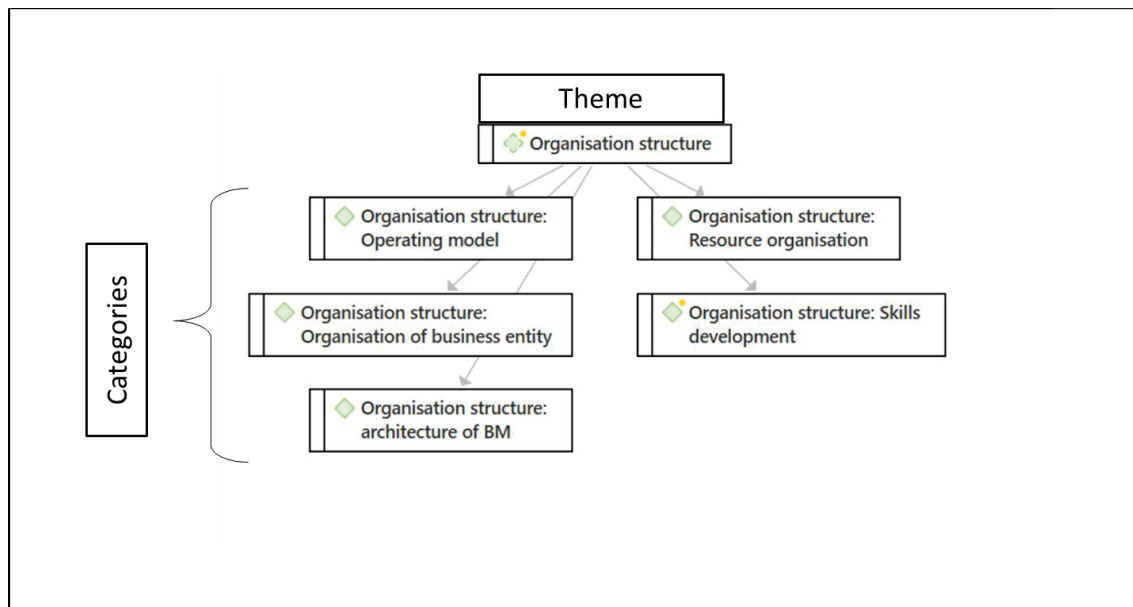 Theme
Organisation structure
Organisation structure:
Operating model
Organisation structure:
Resource organisation
Categories
Organisation structure:
Organisation of business entity
Organisation structure: Skills
development
Organisation structure:
architecture of BM